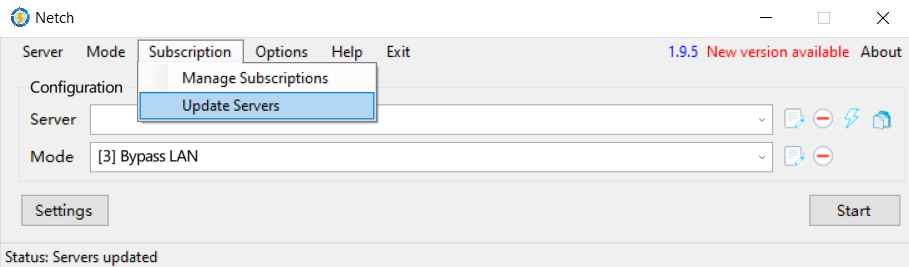 Netch
Server Mode Subscription Options Help Exit 1.9.5 New version available About
Manage Subscriptions
Update Servers
Configuration
Server
Mode [3] Bypass LAN
Settings Start
Status: Servers updated